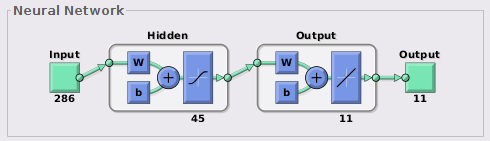 Neural Network
Hidden
Output
Input
Output
W
W
b
b
286
11
45
11